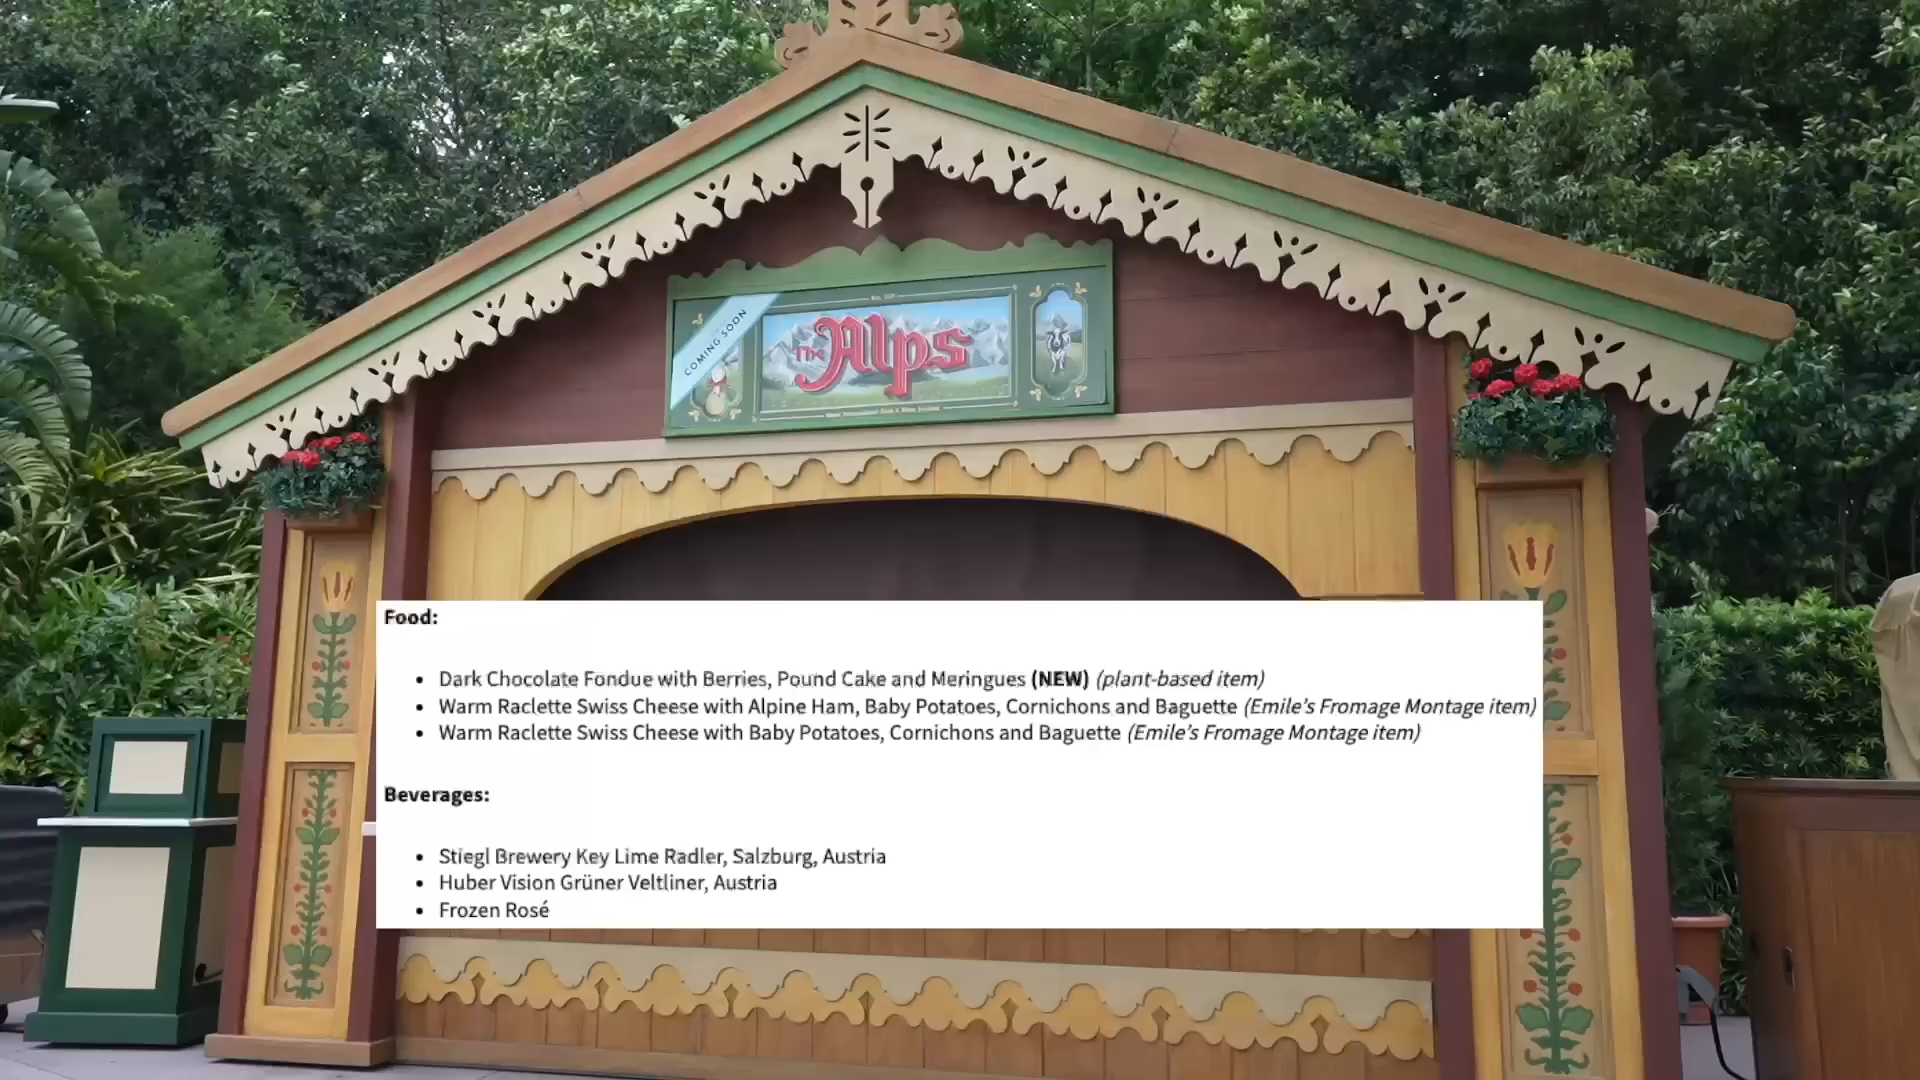 COMING SOON
The Alps
Food:
• Dark Chocolate Fondue with Berries, Pound Cake and Meringues (NEW) (plant-based item)
• Warm Raclette Swiss Cheese with Alpine Ham, Baby Potatoes, Cornichons and Baguette (Emile's Fromage Montage item)
• Warm Raclette Swiss Cheese with Baby Potatoes, Cornichons and Baguette (Emile's Fromage Montage item)
Beverages:
• Stiegl Brewery Key Lime Radler, Salzburg, Austria
• Huber Vision Grüner Veltliner, Austria
• Frozen Rosé